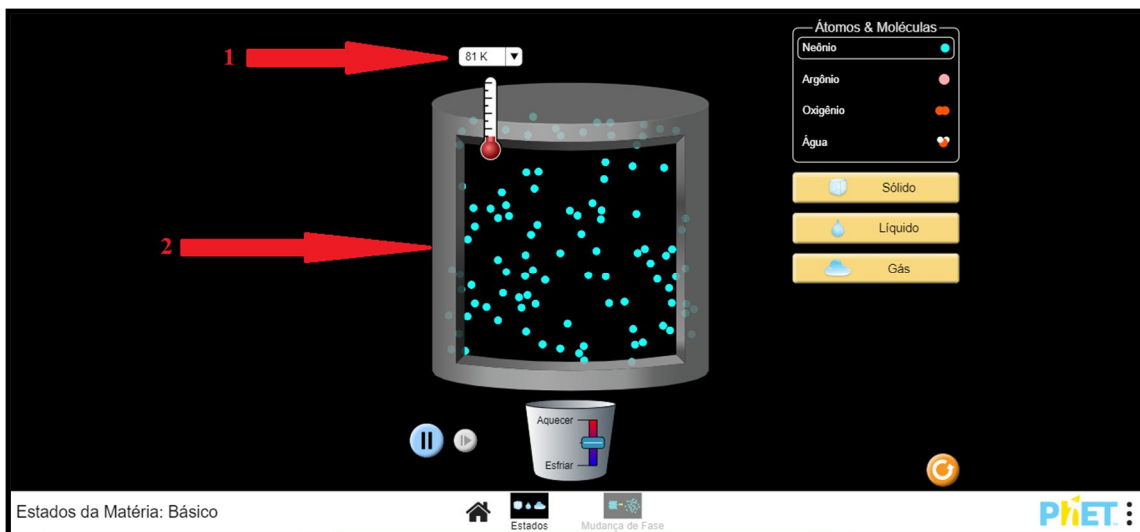 1
81 K
Átomos & Moléculas
Neônio
Argônio
Oxigênio
Água
Sólido
Líquido
Gás
2
Aquecer
Esfriar
Estados da Matéria: Básico
Estados
Mudança de Fase
PhET